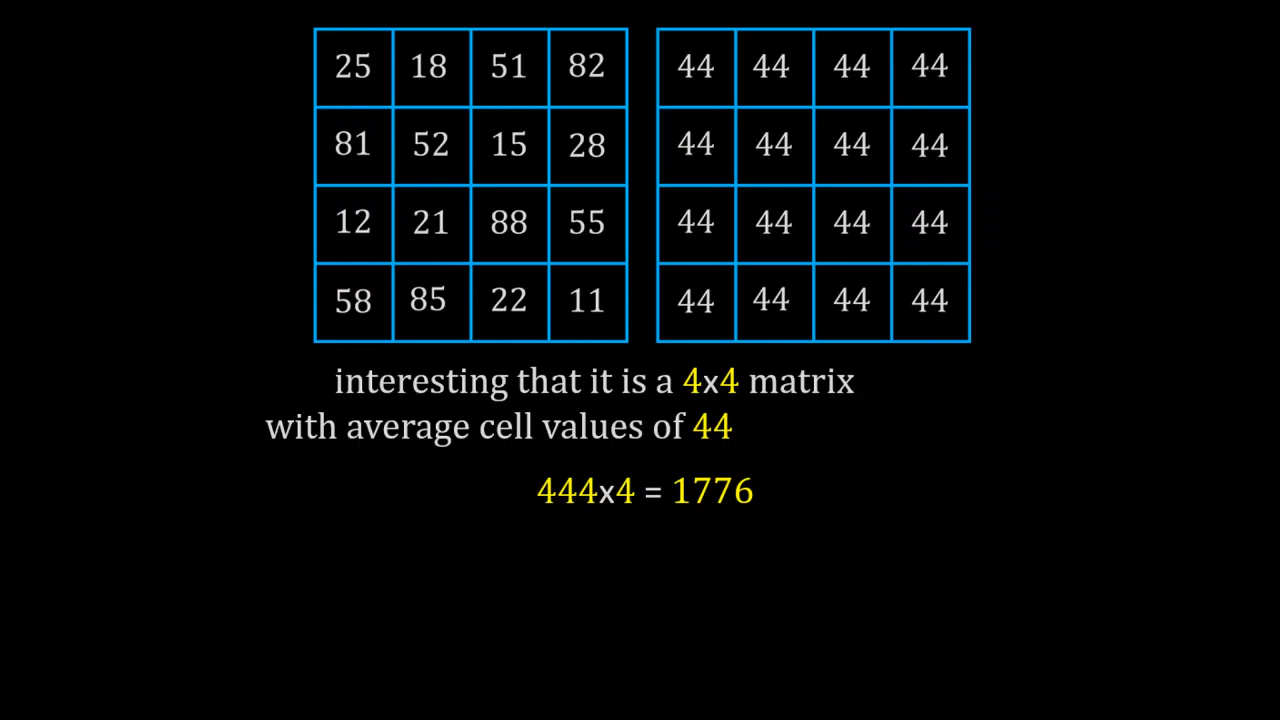 25 18 51 82 44 44 44 44
81 52 15 28 44 44 44 44
12 21 88 55 44 44 44 44
58 85 22 11 44 44 44 44
interesting that it is a 4x4 matrix
with average cell values of 44
444x4 = 1776